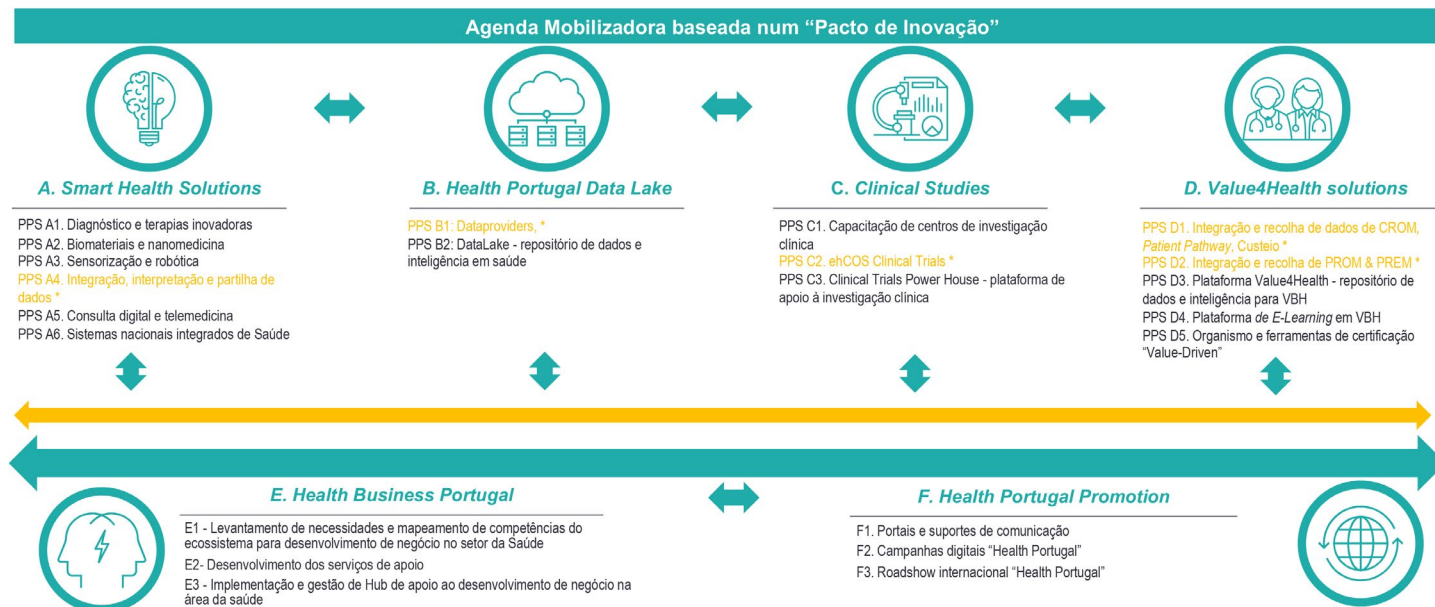 Agenda Mobilizadora baseada num “Pacto de Inovação”
A. Smart Health Solutions
PPS A1. Diagnóstico e terapias inovadoras
PPS A2. Biomateriais e nanomedicina
PPS A3. Sensorização e robótica
PPS A4. Integração, interpretação e partilha de
dados *
PPS A5. Consulta digital e telemedicina
PPS A6. Sistemas nacionais integrados de Saúde
B. Health Portugal Data Lake
PPS B1: Dataproviders, *
PPS B2: DataLake - repositório de dados e
inteligência em saúde
C. Clinical Studies
PPS C1. Capacitação de centros de investigação
clínica
PPS C2. ehCOS Clinical Trials *
PPS C3. Clinical Trials Power House - plataforma de
apoio à investigação clínica
D. Value4Health solutions
PPS D1. Integração e recolha de dados de CROM,
Patient Pathway, Custeio *
PPS D2. Integração e recolha de PROM & PREM *
PPS D3. Plataforma Value4Health - repositório de
dados e inteligência para VBH
PPS D4. Plataforma de E-Learning em VBH
PPS D5. Organismo e ferramentas de certificação
“Value-Driven”
E. Health Business Portugal
E1 - Levantamento de necessidades e mapeamento de competências do
ecossistema para desenvolvimento de negócio no setor da Saúde
E2- Desenvolvimento dos serviços de apoio
E3 - Implementação e gestão de Hub de apoio ao desenvolvimento de negócio na
área da saúde
F. Health Portugal Promotion
F1. Portais e suportes de comunicação
F2. Campanhas digitais “Health Portugal”
F3. Roadshow internacional “Health Portugal”